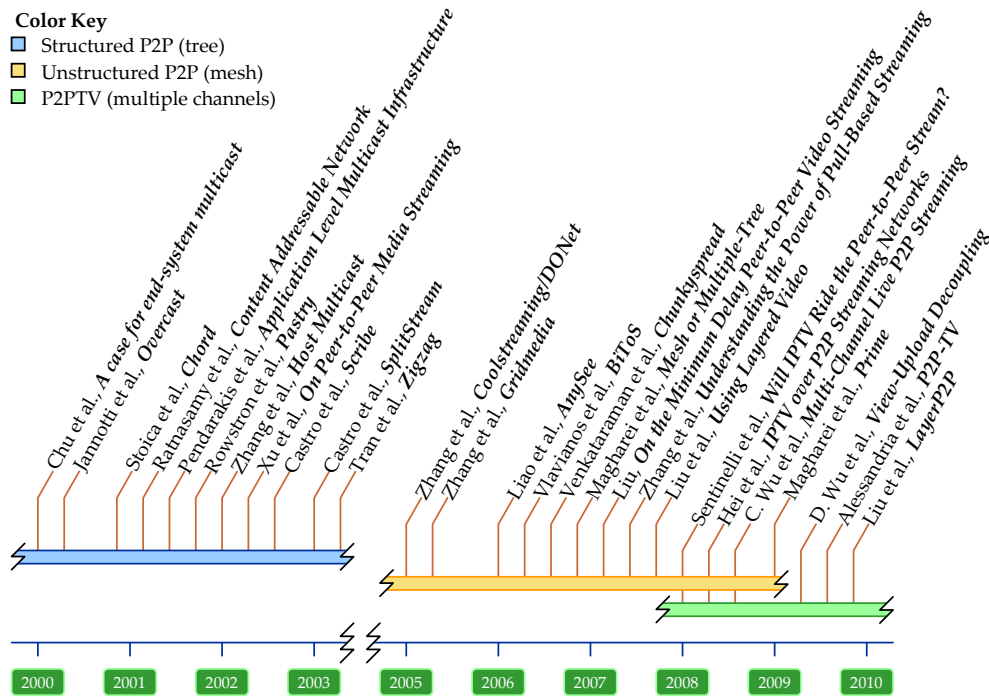 Color Key
Structured P2P (tree)
Unstructured P2P (mesh)
P2PTV (multiple channels)
Chu et al., A case for end-system multicast
Jannotti et al., Overcast
Stoica et al., Chord
Ratnasamy et al., Content Addressable Network
Pendarakis et al., Application Level Multicast Infrastructure
Rowstron et al., Pastry
Zhang et al., Host Multicast
Xu et al., On Peer-to-Peer Media Streaming
Castro et al., Scribe
Castro et al., SplitStream
Tran et al., Zigzag
Zhang et al., Coolstreaming/DONet
Zhang et al., Gridmedia
Liao et al., AnySee
Vlavianos et al., BiToS
Venkataraman et al., Chunkyspread
Magharei et al., Mesh or Multiple-Tree
Liu, On the Minimum Delay Peer-to-Peer Video Streaming
Zhang et al., Understanding the Power of Pull-Based Streaming
Liu et al., Using Layered Video
Sentinelli et al., Will IPTV Ride the Peer-to-Peer Stream?
Hei et al., IPTV over P2P Streaming Networks
C. Wu et al., Multi-Channel Live P2P Streaming
Magharei et al., Prime
D. Wu et al., View-Upload Decoupling
Alessandria et al., P2P-TV
Liu et al., LayerP2P
2000
2001
2002
2003
2005
2006
2007
2008
2009
2010